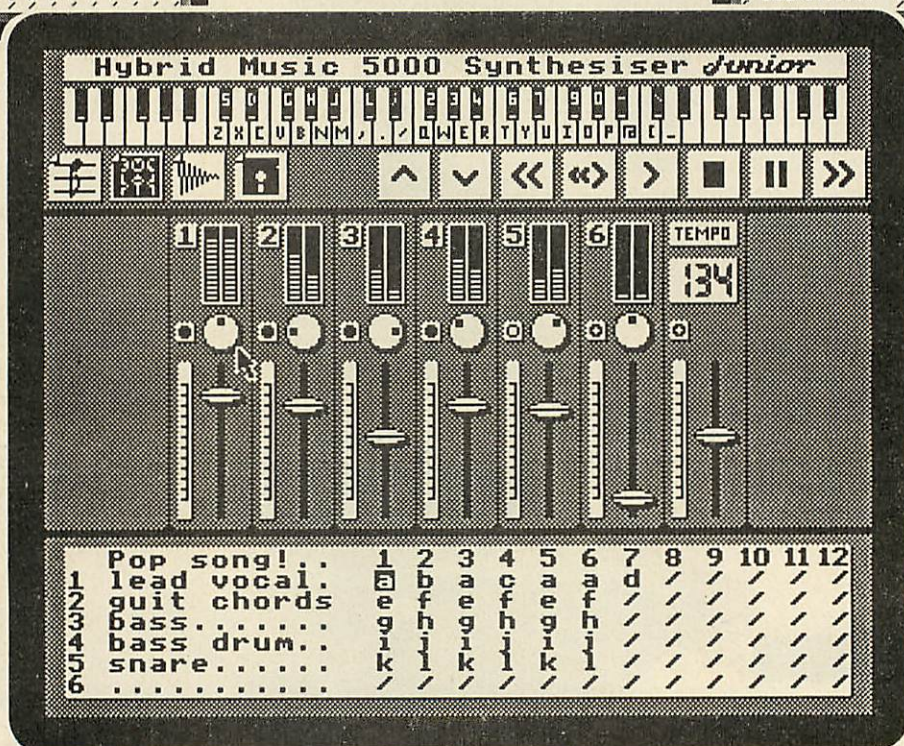 Hybrid Music 5000 Synthesiser Junior
S D G H J L ; 2 3 4 6 7 9 0 - \
Z X C V B N M , . / Q W E R T Y U I O P @ [ _
1 2 3 4 5 6 TEMPO
134
Pop song!.. 1 2 3 4 5 6 7 8 9 10 11 12
1 lead vocal. a b a c a a d / / / / /
2 guit chords e f e f e f / / / / / /
3 bass....... g h g h g h / / / / / /
4 bass drum.. i j i j i j / / / / / /
5 snare...... k l k l k l / / / / / /
6 ........... / / / / / / / / / / / /